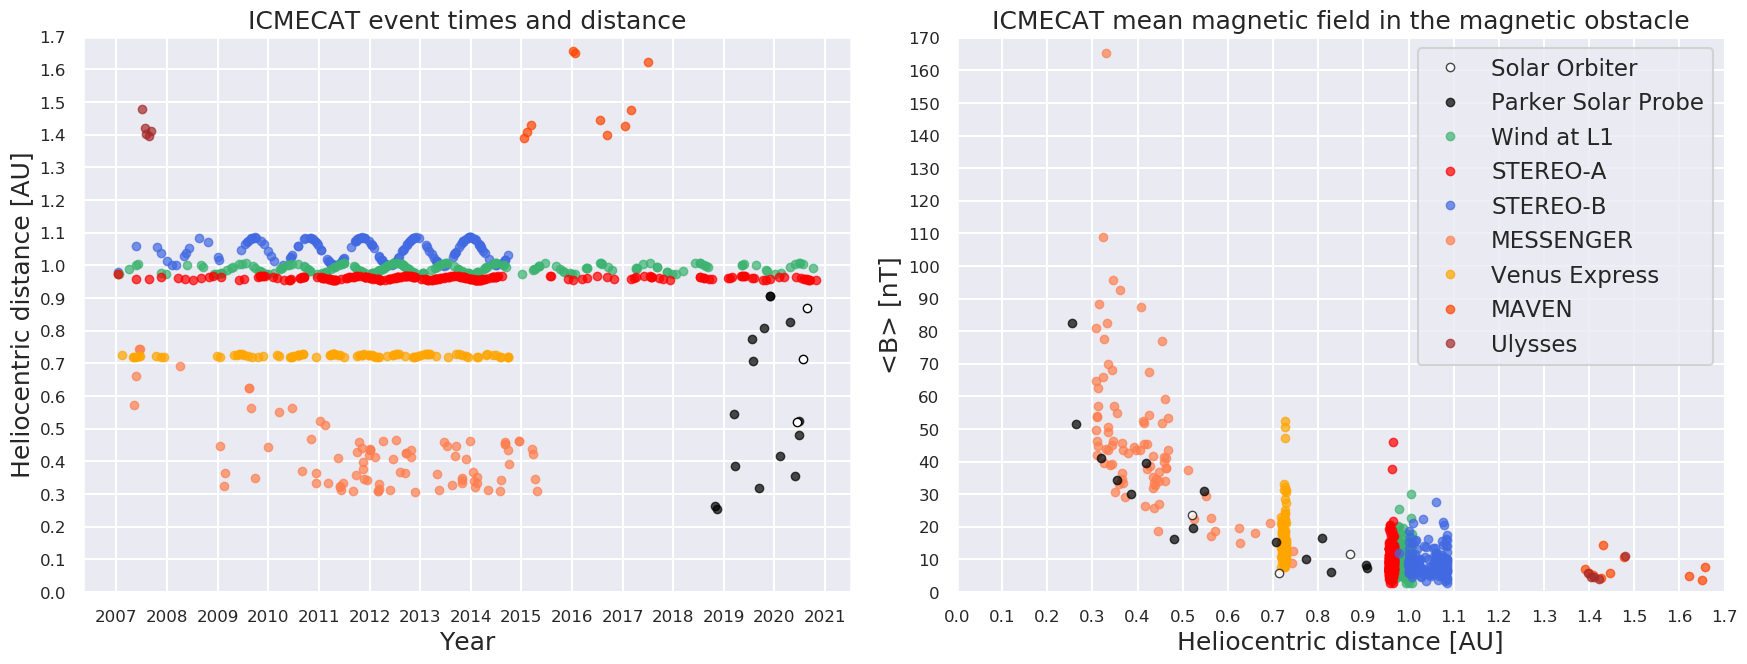 ICMECAT event times and distance
Heliocentric distance [AU]
1.7
1.6
1.5
1.4
1.3
1.2
1.1
1.0
0.9
0.8
0.7
0.6
0.5
0.4
0.3
0.2
0.1
0.0
2007 2008 2009 2010 2011 2012 2013 2014 2015 2016 2017 2018 2019 2020 2021
Year
ICMECAT mean magnetic field in the magnetic obstacle
<B> [nT]
170
160
150
140
130
120
110
100
90
80
70
60
50
40
30
20
10
0
Solar Orbiter
Parker Solar Probe
Wind at L1
STEREO-A
STEREO-B
MESSENGER
Venus Express
MAVEN
Ulysses
0.0 0.1 0.2 0.3 0.4 0.5 0.6 0.7 0.8 0.9 1.0 1.1 1.2 1.3 1.4 1.5 1.6 1.7
Heliocentric distance [AU]